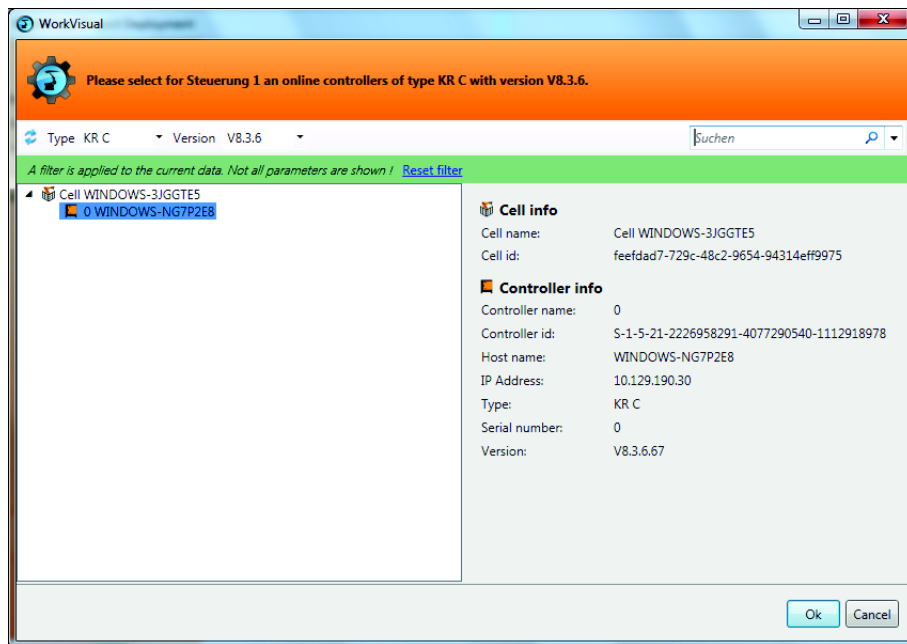 WorkVisual
Please select for Steuerung 1 an online controllers of type KR C with version V8.3.6.
Type KR C Version V8.3.6 Suchen
A filter is applied to the current data. Not all parameters are shown ! Reset filter
Cell WINDOWS-3JGGTE5
0 WINDOWS-NG7P2E8
Cell info
Cell name: Cell WINDOWS-3JGGTE5
Cell id: feefdad7-729c-48c2-9654-94314eff9975
Controller info
Controller name: 0
Controller id: S-1-5-21-2226958291-4077290540-1112918978
Host name: WINDOWS-NG7P2E8
IP Address: 10.129.190.30
Type: KR C
Serial number: 0
Version: V8.3.6.67
Ok Cancel